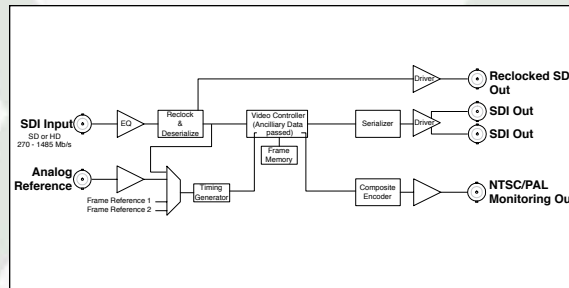 Driver
Reclocked SD
Out
SDI Input
SD or HD
270 - 1485 Mb/s
EQ
Reclock
&
Deserialize
Video Controller
(Ancilliary Data
passed)
Serializer
Driver
SDI Out
SDI Out
Frame
Memory
Analog
Reference
Frame Reference 1
Frame Reference 2
Timing
Generator
Composite
Encoder
NTSC/PAL
Monitoring Ou